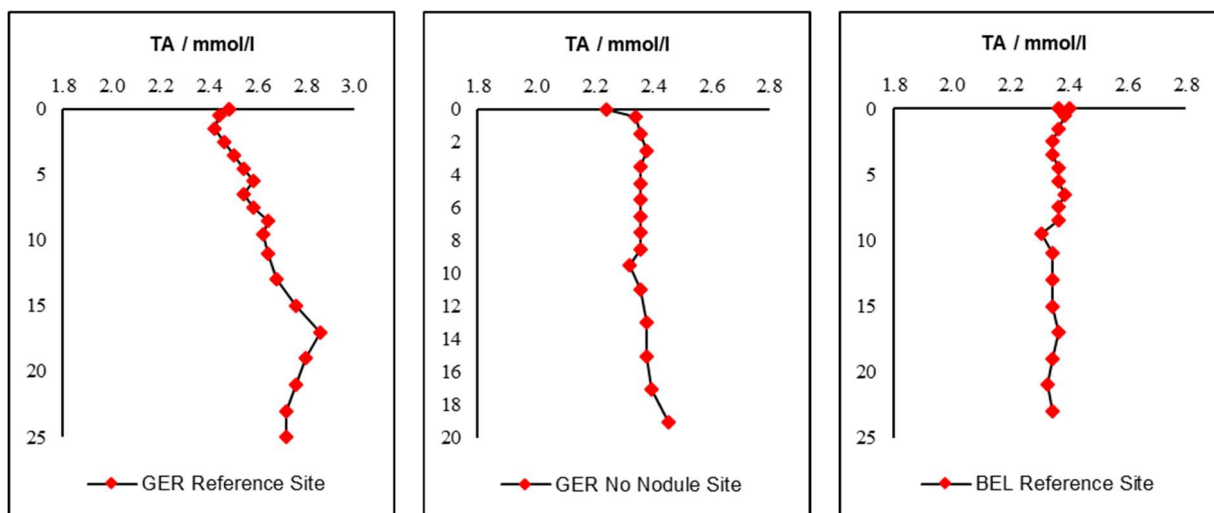 TA / mmol/l
1.8 2.0 2.2 2.4 2.6 2.8 3.0
0
5
10
15
20
25
GER Reference Site
TA / mmol/l
1.8 2.0 2.2 2.4 2.6 2.8
0
2
4
6
8
10
12
14
16
18
20
GER No Nodule Site
TA / mmol/l
1.8 2.0 2.2 2.4 2.6 2.8
0
5
10
15
20
25
BEL Reference Site